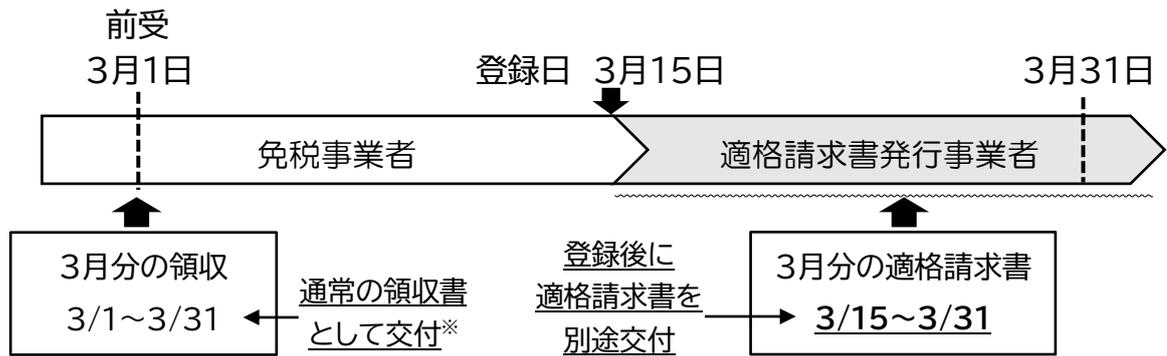 前受
3月1日
登録日 3月15日
3月31日
免税事業者
適格請求書発行事業者
3月分の領収
3/1～3/31
通常の領収書
として交付※
登録後に
適格請求書を
別途交付
3月分の適格請求書
3/15～3/31